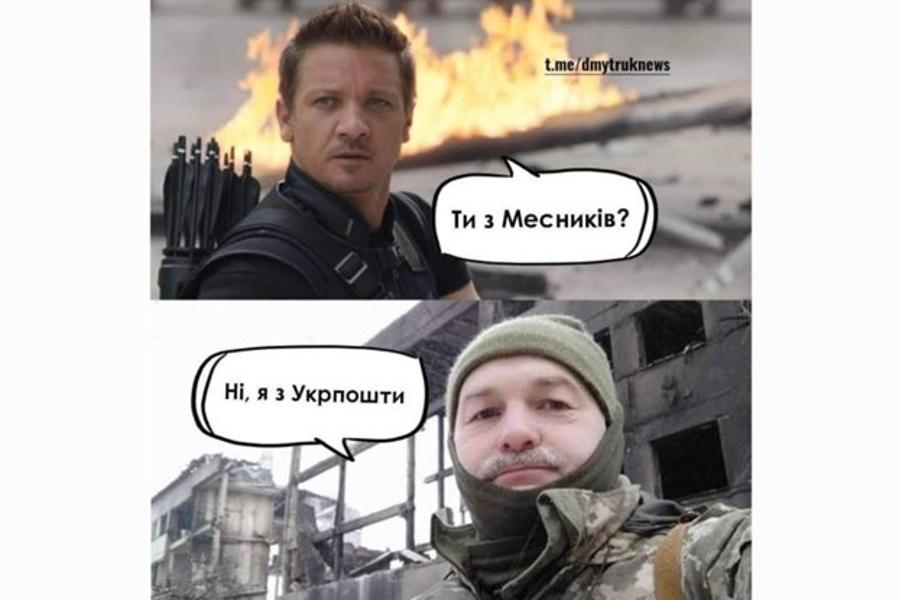 t.me/dmytruknews
Ти з Месників?
Ні, я з Укрпошти